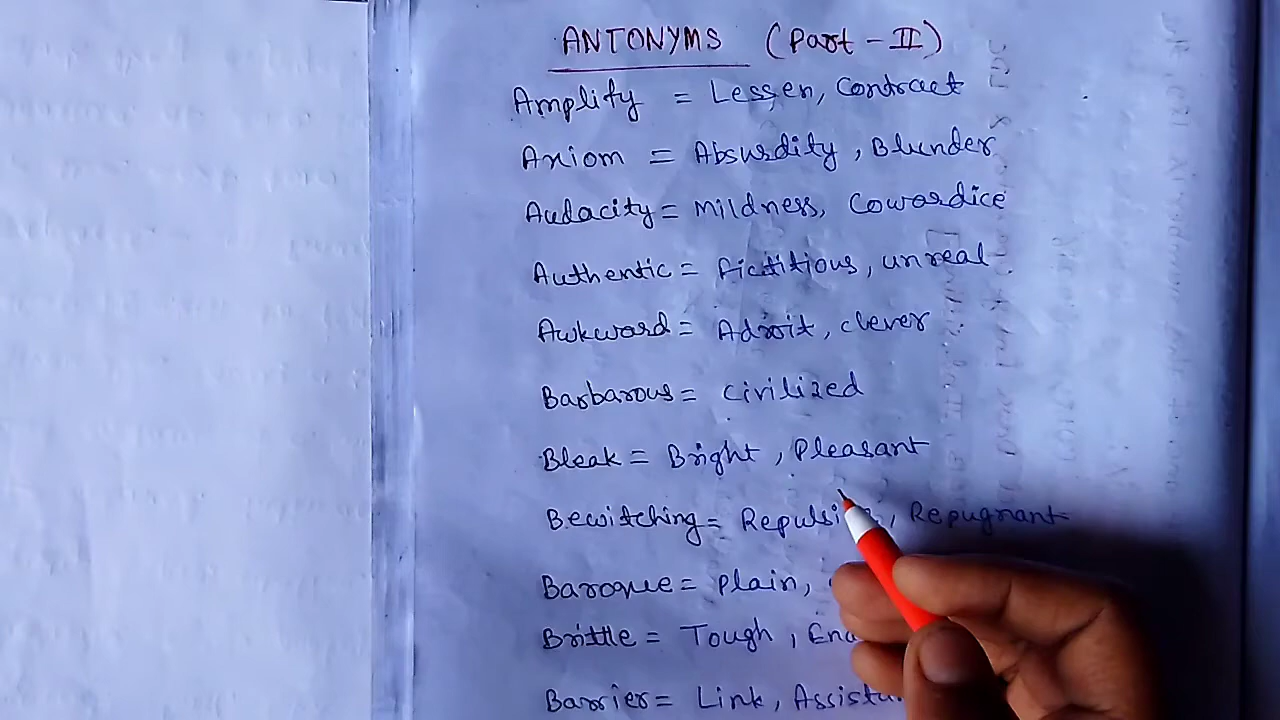 ANTONYMS (Part - II)
Amplify = Lessen, Contract
Axiom = Absurdity, Blunder
Audacity = Mildness, Cowardice
Authentic = Fictitious, unreal
Awkward = Adroit, clever
Barbarous = Civilized
Bleak = Bright, Pleasant
Bewitching = Repulsi, Repugnant
Baroque = Plain,
Brittle = Tough,
Barrier = Link,